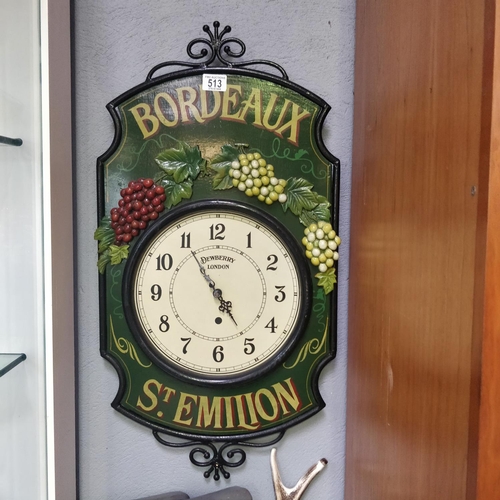 513
BORDEAUX
12
11 1
10 2
DEWBERRY
LONDON
9 3
8 4
7 5
6
ST EMILION